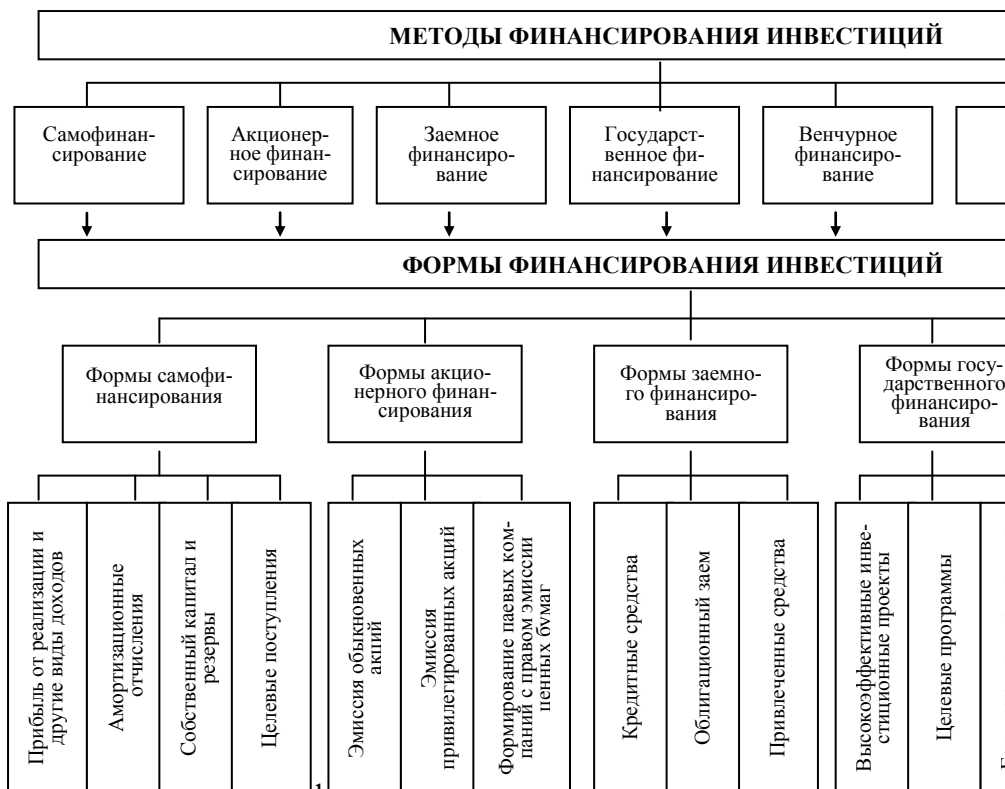 МЕТОДЫ ФИНАНСИРОВАНИЯ ИНВЕСТИЦИЙ
Самофинан-
сирование
Акционер-
ное финан-
сирование
Заемное
финансиро-
вание
Государст-
венное фи-
нансирование
Венчурное
финансиро-
вание
ФОРМЫ ФИНАНСИРОВАНИЯ ИНВЕСТИЦИЙ
Формы самофи-
нансирования
Формы акцио-
нерного финан-
сирования
Формы заемно-
го финансиро-
вания
Формы госу-
дарственного
финансиро-
вания
Прибыль от реализации и
другие виды доходов
Амортизационные
отчисления
Собственный капитал и
резервы
Целевые поступления
Эмиссия обыкновенных
акций
Эмиссия
привилегированных акций
Формирование паевых ком-
паний с правом эмиссии
ценных бумаг
Кредитные средства
Облигационный заем
Привлеченные средства
Высокоэффективные инве-
стиционные проекты
Целевые программы